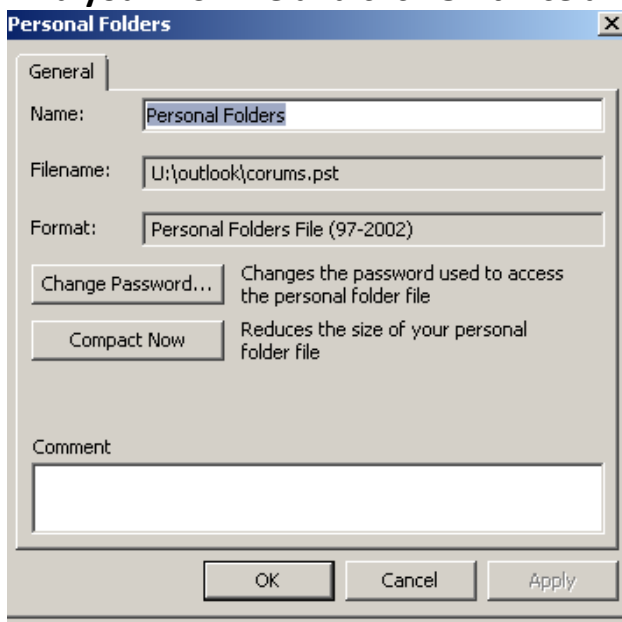 Personal Folders
General
Name: Personal Folders
Filename: U:\outlook\corums.pst
Format: Personal Folders File (97-2002)
Change Password... Changes the password used to access
the personal folder file
Compact Now Reduces the size of your personal
folder file
Comment
OK Cancel Apply